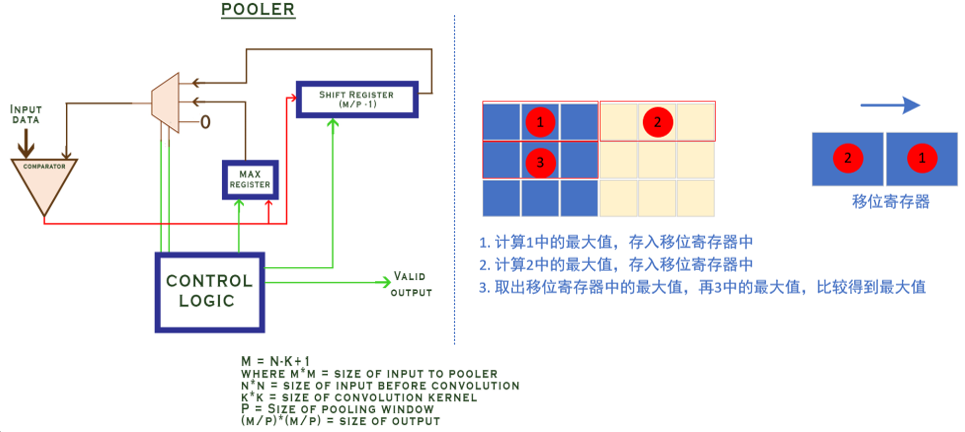 POOLER
INPUT
DATA
COMPARATOR
0
SHIFT REGISTER
(M/P -1)
MAX
REGISTER
CONTROL
LOGIC
VALID
OUTPUT
M = N-K+1
WHERE M*M = SIZE OF INPUT TO POOLER
N*N = SIZE OF INPUT BEFORE CONVOLUTION
K*K = SIZE OF CONVOLUTION KERNEL
P = SIZE OF POOLING WINDOW
(M/P)*(M/P) = SIZE OF OUTPUT
1
2
3
2
1
移位寄存器
1. 计算1中的最大值，存入移位寄存器中
2. 计算2中的最大值，存入移位寄存器中
3. 取出移位寄存器中的最大值，再3中的最大值，比较得到最大值